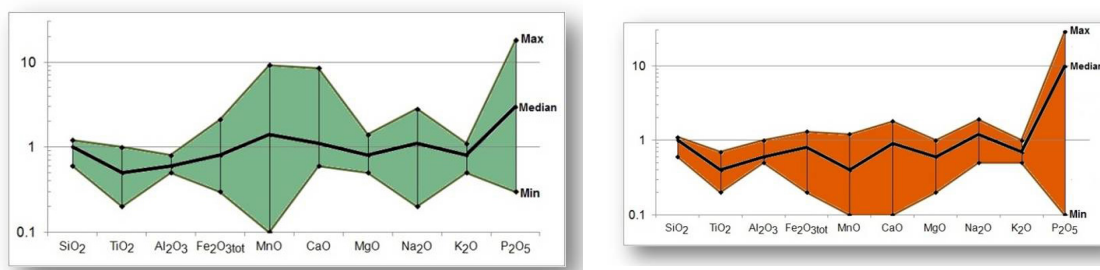 10
1
0.1
Max
Median
Min
SiO₂ TiO₂ Al₂O₃ Fe₂O₃tot MnO CaO MgO Na₂O K₂O P₂O₅
10
1
0.1
Max
Median
Min
SiO₂ TiO₂ Al₂O₃ Fe₂O₃tot MnO CaO MgO Na₂O K₂O P₂O₅